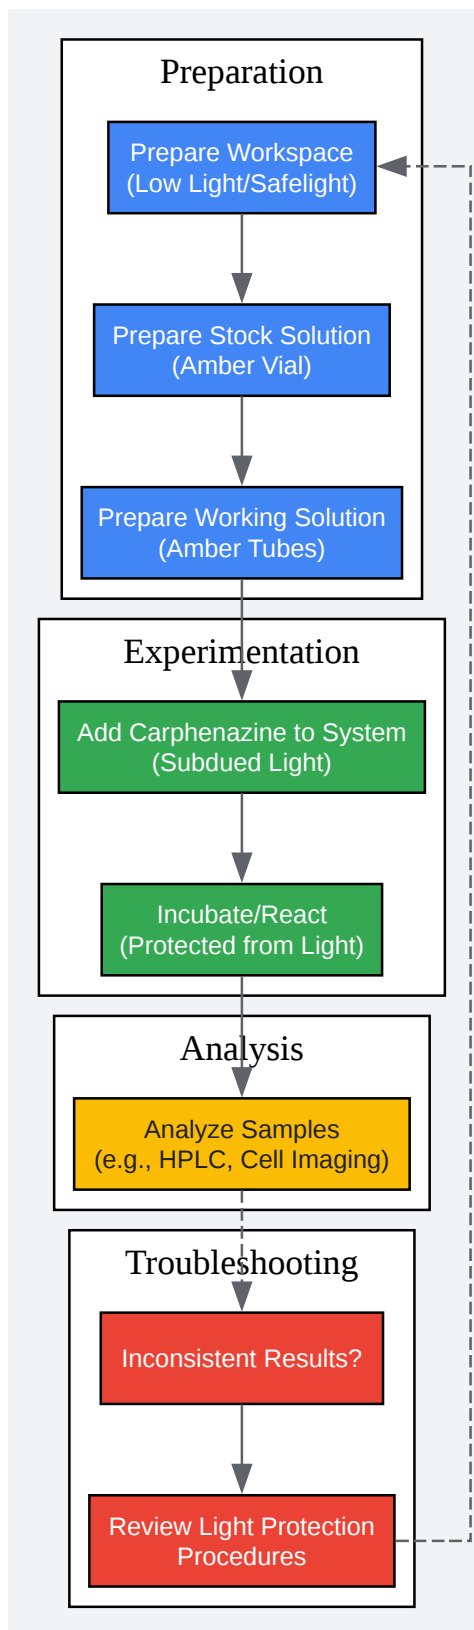 Preparation
Prepare Workspace
(Low Light/Safelight)
Prepare Stock Solution
(Amber Vial)
Prepare Working Solution
(Amber Tubes)
Experimentation
Add Carphenazine to System
(Subdued Light)
Incubate/React
(Protected from Light)
Analysis
Analyze Samples
(e.g., HPLC, Cell Imaging)
Troubleshooting
Inconsistent Results?
Review Light Protection
Procedures